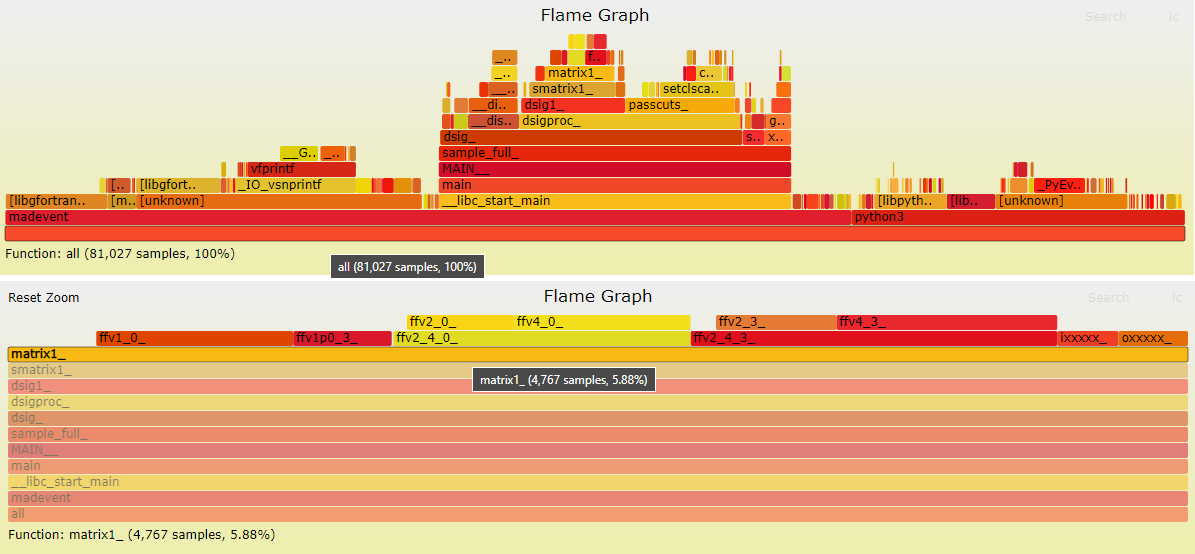 Flame Graph
Search ic
f..
_..
_.. matrix1_ c..
__.. smatrix1_ setclsca..
__di.. dsig1_ passcuts_
__dis.. dsigproc_ g..
dsig_ s.. x..
__G.. _.. sample_full_
vfprintf MAIN__
[.. [libgfort.. _IO_vsnprintf main _PyEv..
[libgfortran.. [m.. [unknown] __libc_start_main [libpyth.. [lib.. [unknown]
madevent python3
Function: all (81,027 samples, 100%)
all (81,027 samples, 100%)
Reset Zoom Flame Graph Search ic
ffv2_0_ ffv4_0_ ffv2_3_ ffv4_3_
ffv1_0_ ffv1p0_3_ ffv2_4_0_ ffv2_4_3_ ixxxxx_ oxxxxx_
matrix1_
smatrix1_
matrix1_ (4,767 samples, 5.88%)
dsig1_
dsigproc_
dsig_
sample_full_
MAIN__
main
__libc_start_main
madevent
all
Function: matrix1_ (4,767 samples, 5.88%)